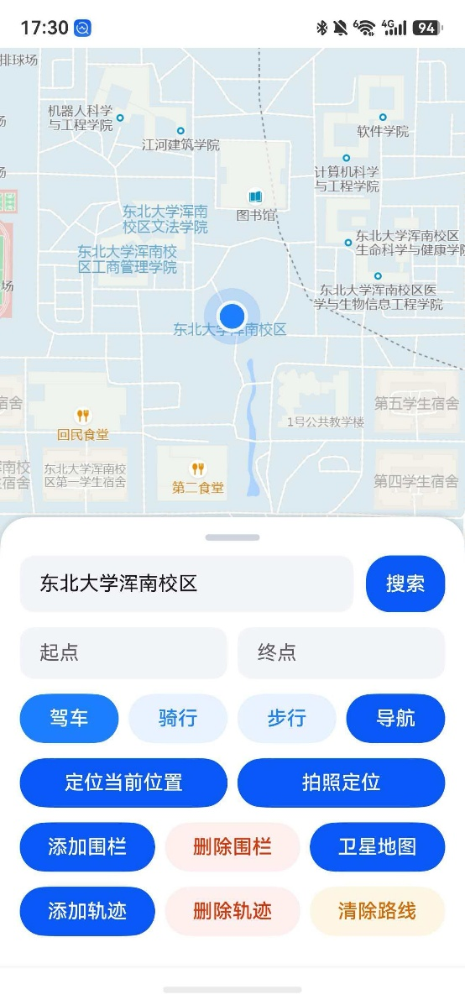 17:30
6
4G
94
排球场
机器人科学
与工程学院
江河建筑学院
软件学院
计算机科学
与工程学院
图书馆
东北大学浑南
校区文法学院
东北大学浑南校
区工商管理学院
东北大学浑南校区
生命科学与健康学院
东北大学浑南校区医
学与生物信息工程学院
场
东北大学浑南校区
宿舍
回民食堂
1号公共教学楼
第五学生宿舍
南校
宿舍
东北大学浑南校
区第一学生宿舍
第二食堂
第四学生宿舍
东北大学浑南校区
搜索
起点
终点
驾车
骑行
步行
导航
定位当前位置
拍照定位
添加围栏
删除围栏
卫星地图
添加轨迹
删除轨迹
清除路线